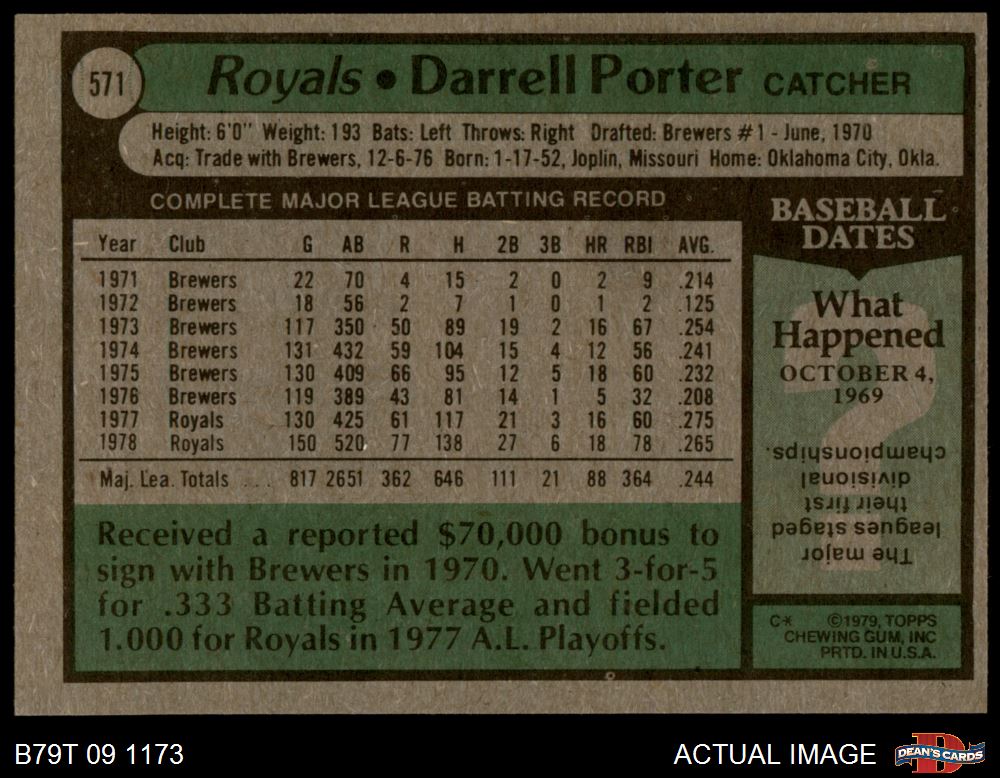 571
Royals • Darrell Porter CATCHER
Height: 6'0" Weight: 193 Bats: Left Throws: Right Drafted: Brewers #1 - June, 1970
Acq: Trade with Brewers, 12-6-76 Born: 1-17-52, Joplin, Missouri Home: Oklahoma City, Okla.
COMPLETE MAJOR LEAGUE BATTING RECORD
Year Club G AB R H 2B 3B HR RBI AVG.
1971 Brewers 22 70 4 15 2 0 2 9 .214
1972 Brewers 18 56 2 7 1 0 1 2 .125
1973 Brewers 117 350 50 89 19 2 16 67 .254
1974 Brewers 131 432 59 104 15 4 12 56 .241
1975 Brewers 130 409 66 95 12 5 18 60 .232
1976 Brewers 119 389 43 81 14 1 5 32 .208
1977 Royals 130 425 61 117 21 3 16 60 .275
1978 Royals 150 520 77 138 27 6 18 78 .265
Maj. Lea. Totals ... 817 2651 362 646 111 21 88 364 .244
Received a reported $70,000 bonus to
sign with Brewers in 1970. Went 3-for-5
for .333 Batting Average and fielded
1.000 for Royals in 1977 A.L. Playoffs.
BASEBALL
DATES
What
Happened
OCTOBER 4,
1969
?
The major
leagues staged
their first
divisional
championships.
C* ©1979, TOPPS
CHEWING GUM, INC
PRTD. IN U.S.A.
B79T 09 1173
ACTUAL IMAGE
D
DEAN'S CARDS